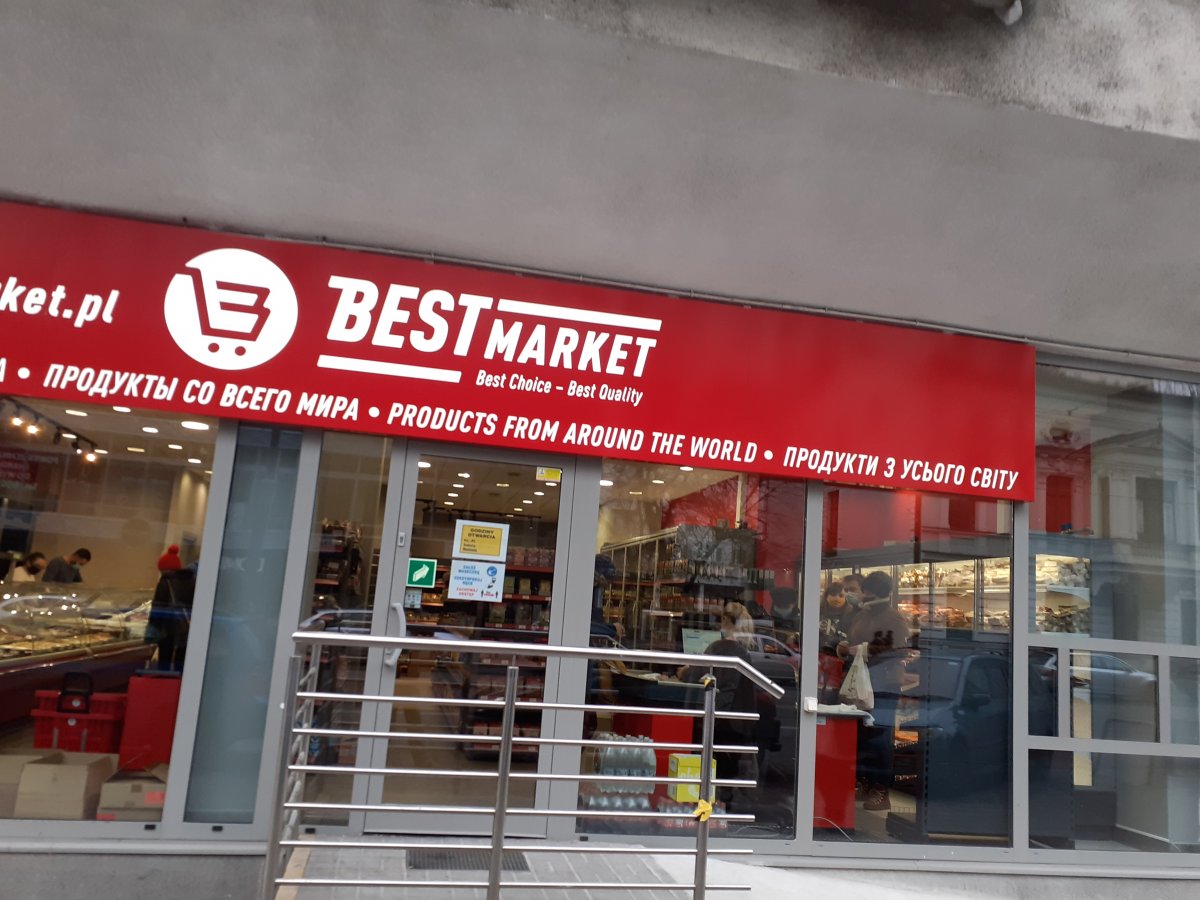 ket.pl
BEST
MARKET
Best Choice – Best Quality
А • ПРОДУКТЫ СО ВСЕГО МИРА • PRODUCTS FROM AROUND THE WORLD • ПРОДУКТИ З УСЬОГО СВІТУ
GODZINY
OTWARCIA